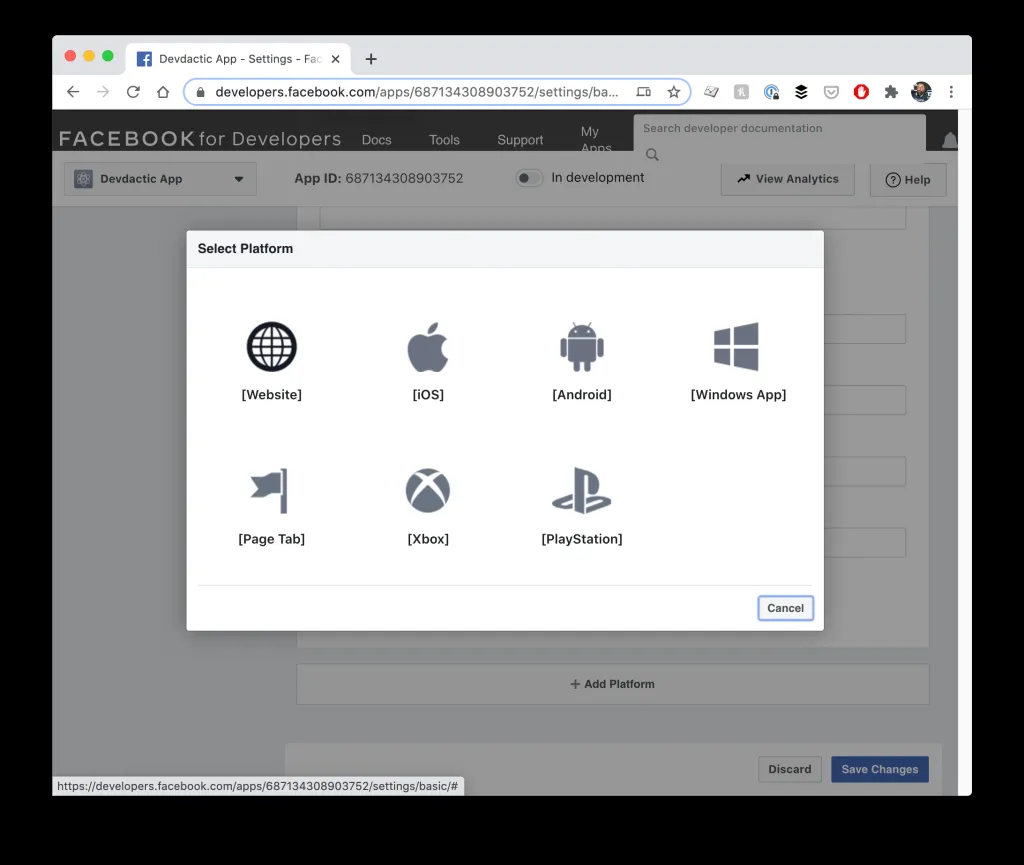 Devdactic App - Settings - Fac
developers.facebook.com/apps/687134308903752/settings/ba...
FACEBOOK for Developers
Docs
Tools
Support
My
Apps
Search developer documentation
Devdactic App
App ID: 687134308903752
In development
View Analytics
Help
Select Platform
[Website]
[iOS]
[Android]
[Windows App]
[Page Tab]
[Xbox]
[PlayStation]
Cancel
+ Add Platform
Discard
Save Changes
https://developers.facebook.com/apps/687134308903752/settings/basic/#